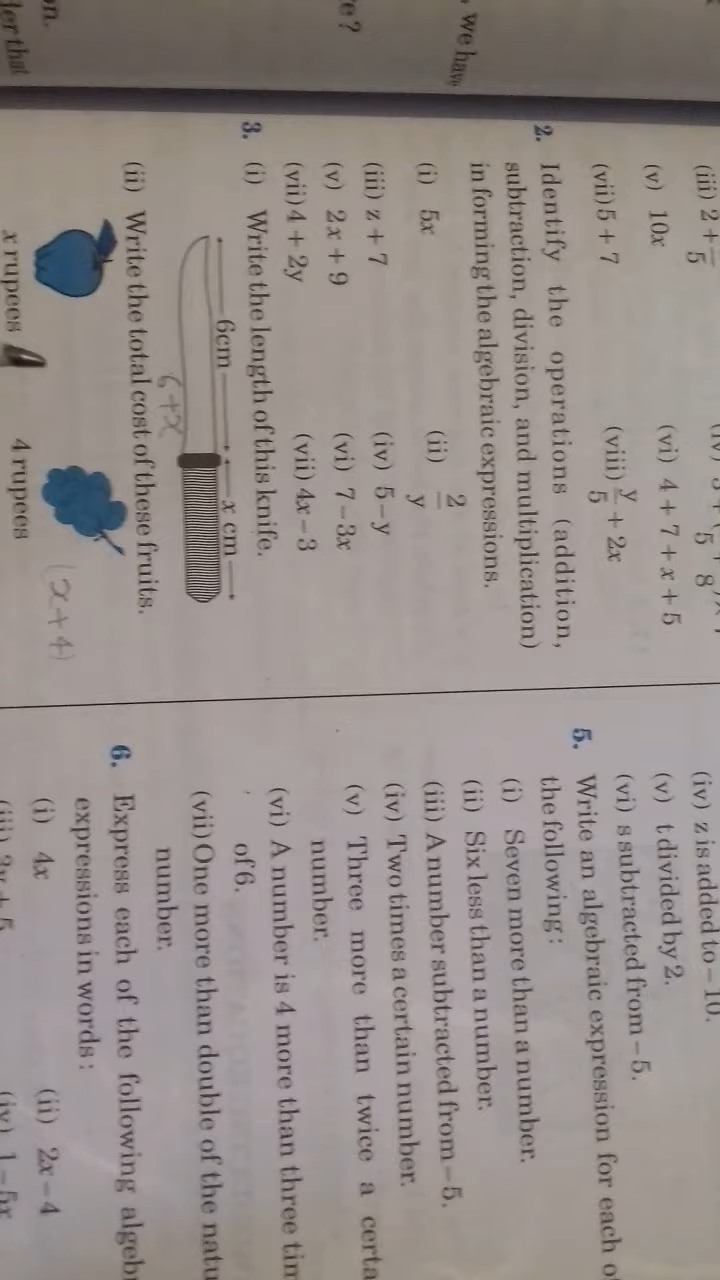 , we have
e?
on.
der that
(iii) 2 + —/5
(v) 10x
(vi) 4 + 7 + x + 5
(vii) 5 + 7
(viii) y/5 + 2x
2. Identify the operations (addition,
subtraction, division, and multiplication)
in forming the algebraic expressions.
(i) 5x
(ii) 2/y
(iii) z + 7
(iv) 5 – y
(v) 2x + 9
(vi) 7 – 3x
(vii) 4 + 2y
(vii) 4x – 3
3. (i) Write the length of this knife.
6cm
x cm
6+x
(ii) Write the total cost of these fruits.
(x+4)
x rupees
4 rupees
(iv) z is added to – 10.
(v) t divided by 2.
(vi) s subtracted from – 5.
5. Write an algebraic expression for each o
the following :
(i) Seven more than a number.
(ii) Six less than a number.
(iii) A number subtracted from – 5.
(iv) Two times a certain number.
(v) Three more than twice a certa
number.
(vi) A number is 4 more than three tim
of 6.
(vii) One more than double of the natu
number.
6. Express each of the following algebr
expressions in words :
(i) 4x
(ii) 2x – 4
(iv) 1 – 5x